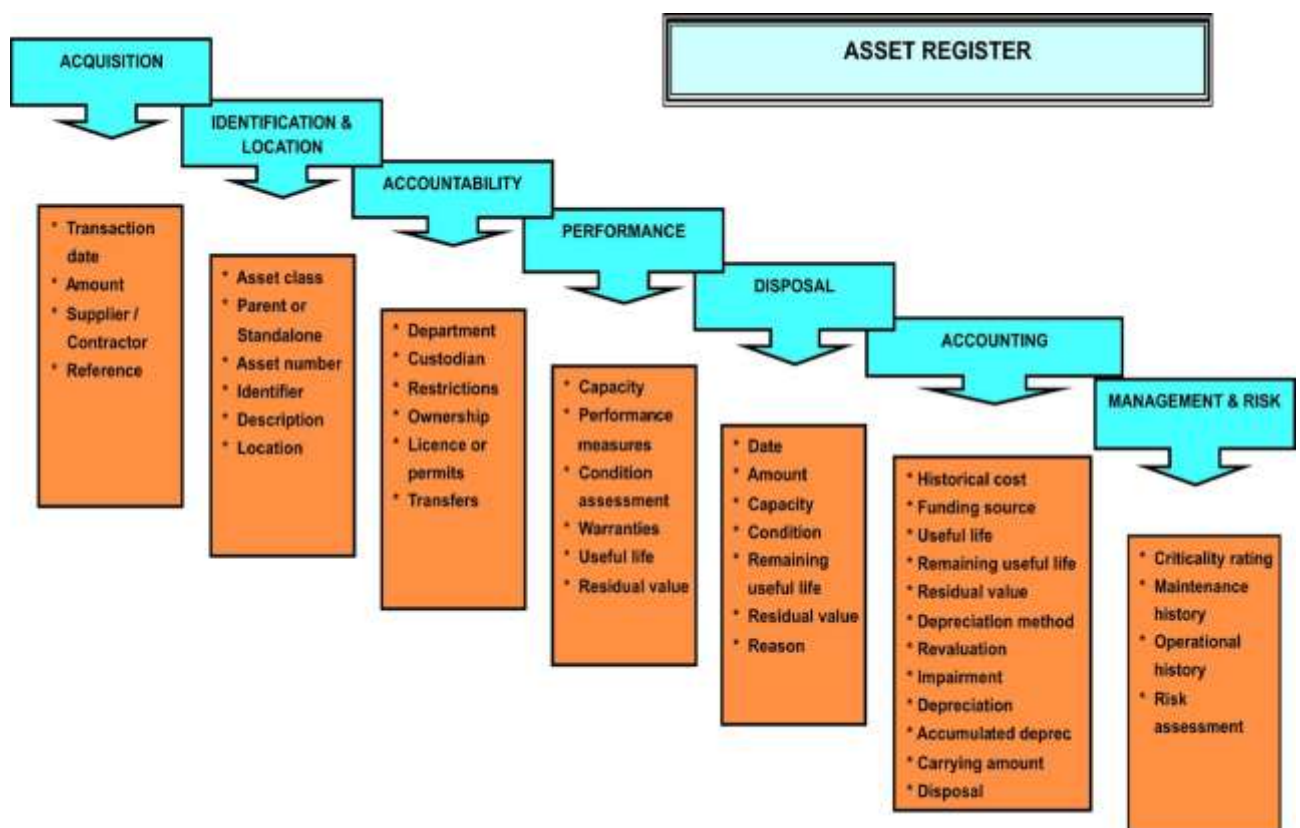 ASSET REGISTER
ACQUISITION
* Transaction
date
* Amount
* Supplier /
Contractor
* Reference
IDENTIFICATION &
LOCATION
* Asset class
* Parent or
Standalone
* Asset number
* Identifier
* Description
* Location
ACCOUNTABILITY
* Department
* Custodian
* Restrictions
* Ownership
* Licence or
permits
* Transfers
PERFORMANCE
* Capacity
* Performance
measures
* Condition
assessment
* Warranties
* Useful life
* Residual value
DISPOSAL
* Date
* Amount
* Capacity
* Condition
* Remaining
useful life
* Residual value
* Reason
ACCOUNTING
* Historical cost
* Funding source
* Useful life
* Remaining useful life
* Residual value
* Depreciation method
* Revaluation
* Impairment
* Depreciation
* Accumulated deprec
* Carrying amount
* Disposal
MANAGEMENT & RISK
* Criticality rating
* Maintenance
history
* Operational
history
* Risk
assessment